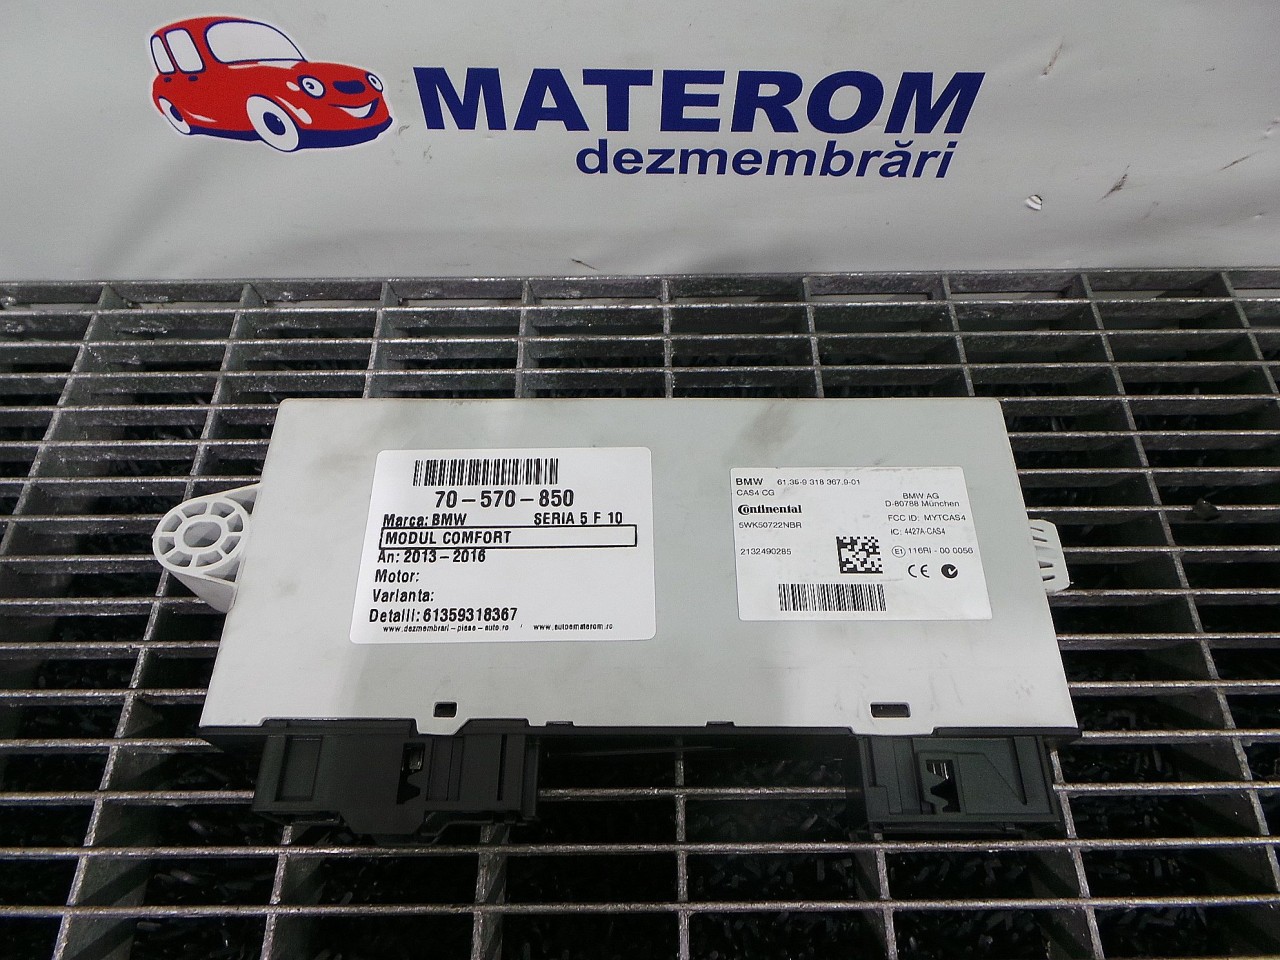 MATEROM
dezmembrări
70-570-850
Marca: BMW SERIA 5 F 10
MODUL COMFORT
An: 2013-2016
Motor:
Varianta:
Detalii: 61359318367
www.dezmembrari-piese-auto.ro / www.autoematerom.ro
BMW 61.36-9 318 367.9-01
CAS4 CG
BMW AG
D-80788 München
Continental
5WK50722NBR
FCC ID: MYTCAS4
IC: 4427A-CAS4
2132490285
E1 116RI - 00 0056
CE